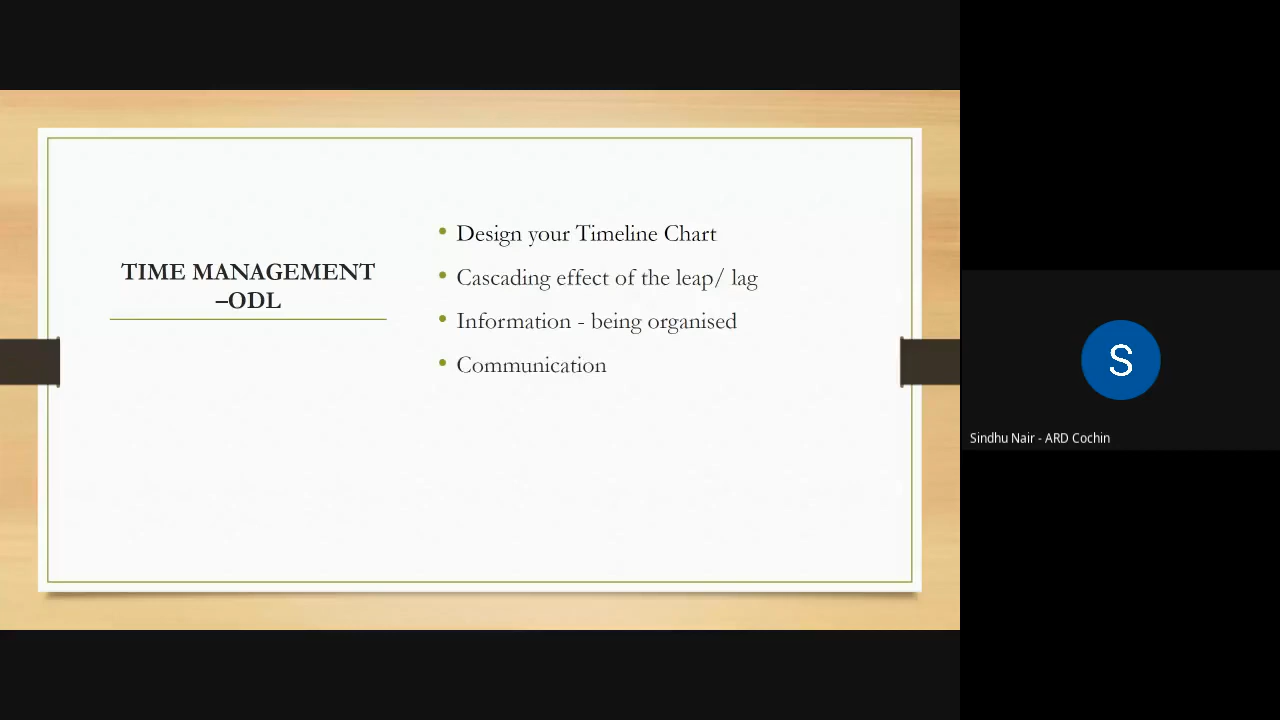 TIME MANAGEMENT
–ODL
• Design your Timeline Chart
• Cascading effect of the leap/ lag
• Information - being organised
• Communication
S
Sindhu Nair - ARD Cochin